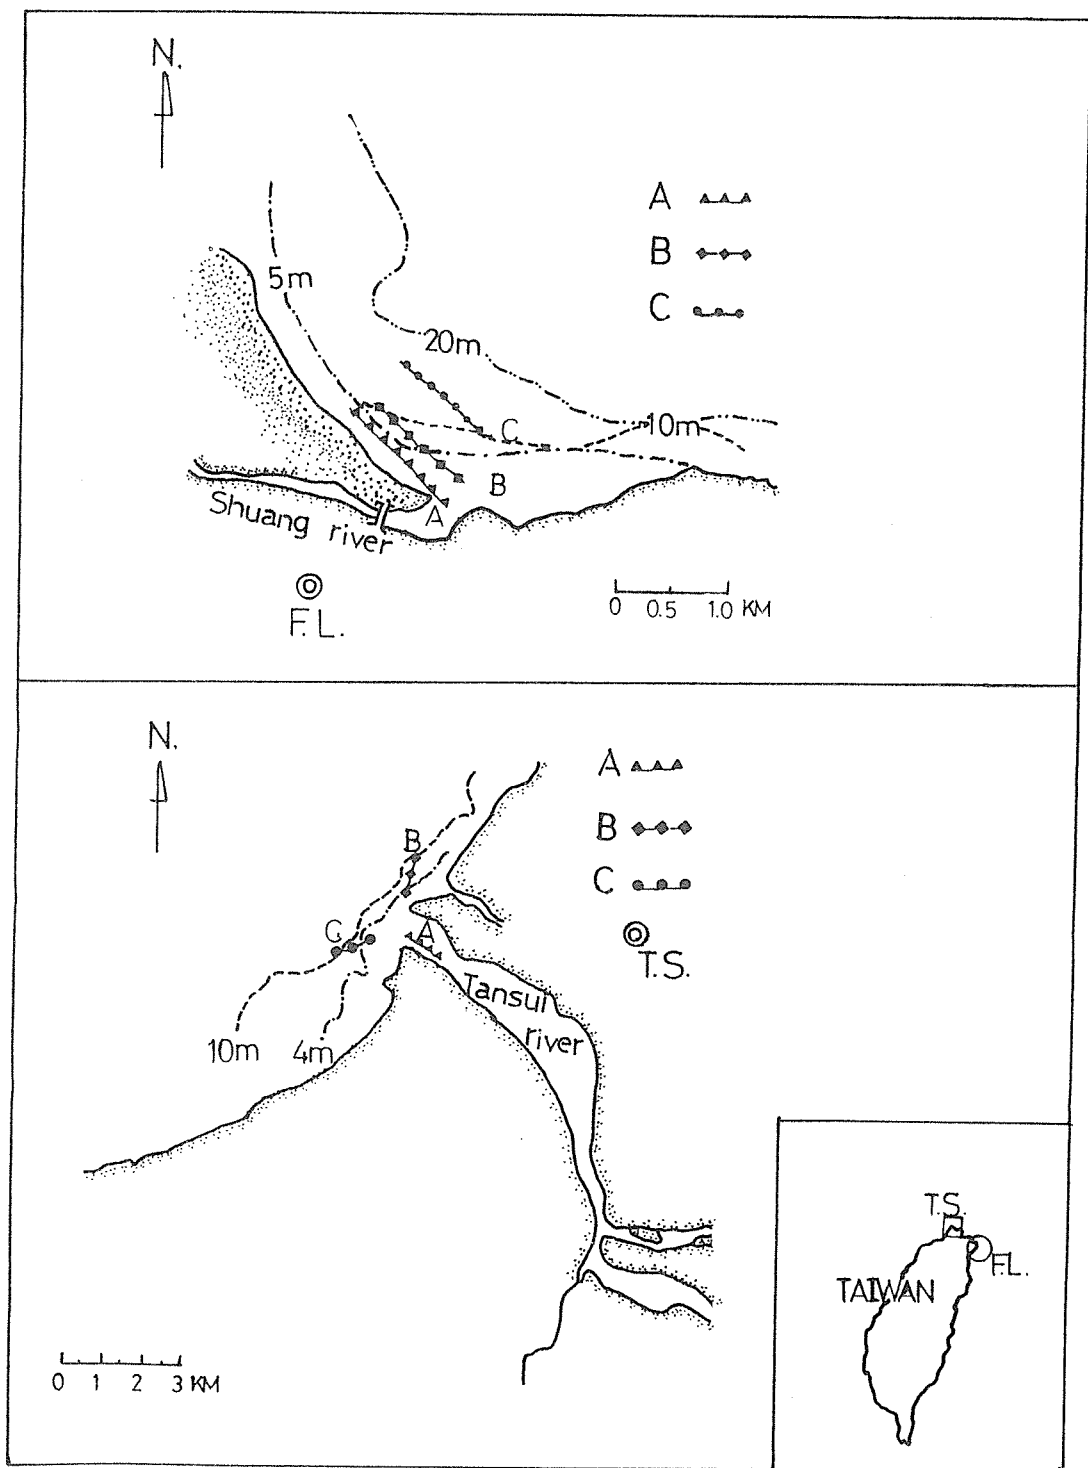 N.
A
B
C
5m
20m
10m
C
B
A
Shuang river
F.L.
0 0.5 1.0 KM
N.
A
B
C
B
C
A
T.S.
Tansui
river
10m 4m
0 1 2 3 KM
T.S.
F.L.
TAIWAN